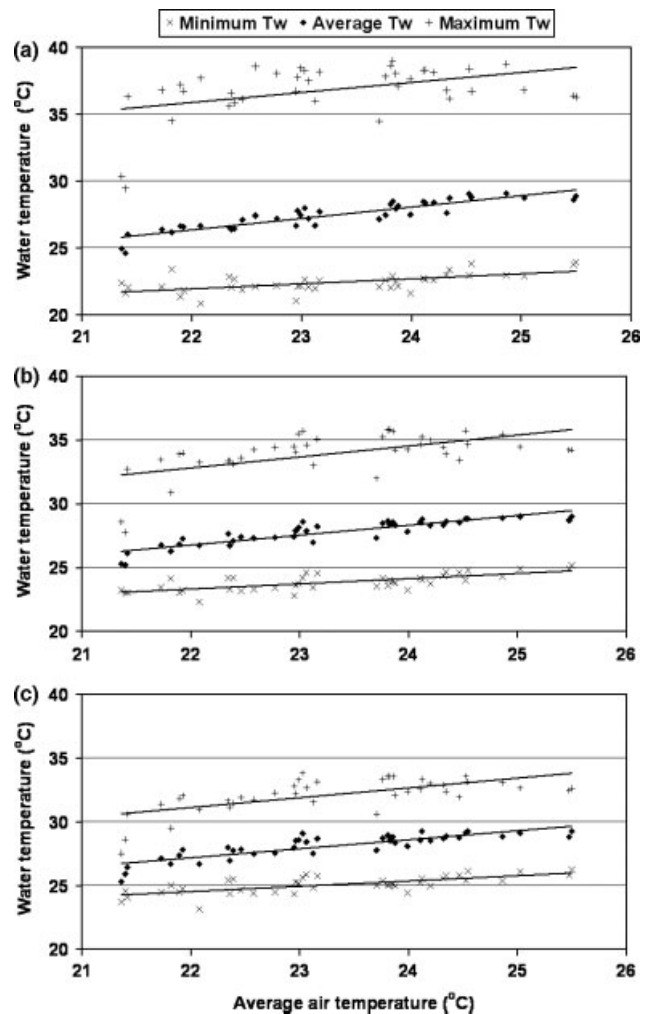 × Minimum Tw ◆ Average Tw + Maximum Tw
(a)
40
35
30
25
20
Water temperature (°C)
21 22 23 24 25 26
(b)
40
35
30
25
20
Water temperature (°C)
21 22 23 24 25 26
(c)
40
35
30
25
20
Water temperature (°C)
21 22 23 24 25 26
Average air temperature (°C)